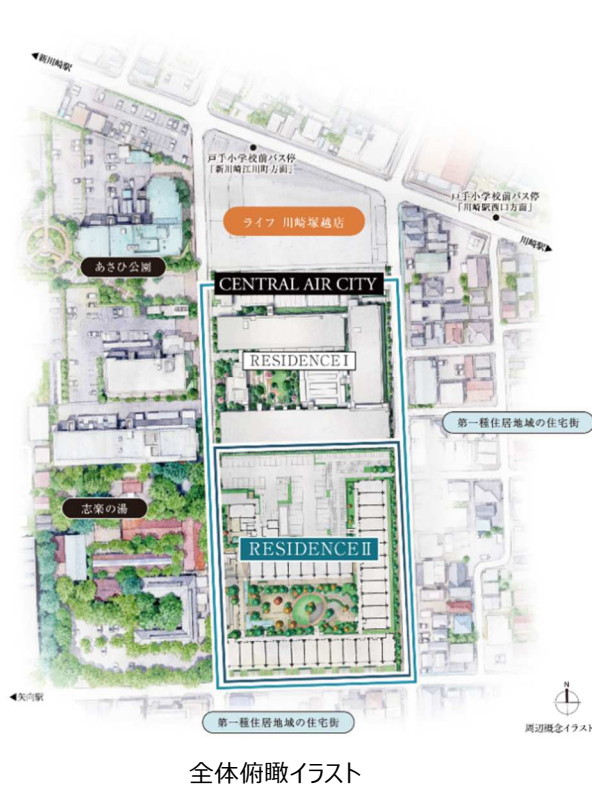 ◀新川崎駅
戸手小学校前バス停
「新川崎江川町方面」
戸手小学校前バス停
「川崎駅西口方面」
川崎駅▶
ライフ 川崎塚越店
あさひ公園
CENTRAL AIR CITY
RESIDENCE I
第一種住居地域の住宅街
志楽の湯
RESIDENCE II
◀矢向駅
第一種住居地域の住宅街
N
周辺概念イラスト
全体俯瞰イラスト